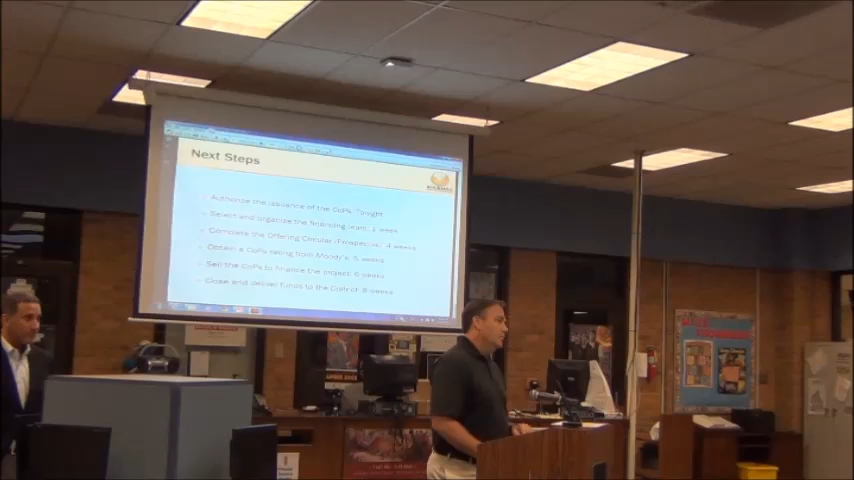 Next Steps
Authorize the issuance of the CoPs: Tonight
Select and organize the financing team: 1 week
Complete the Offering Circular (Prospectus): 4 weeks
Obtain a CoPs rating from Moody's: 5 weeks
Sell the CoPs to finance the project: 6 weeks
Close and deliver funds to the District: 8 weeks